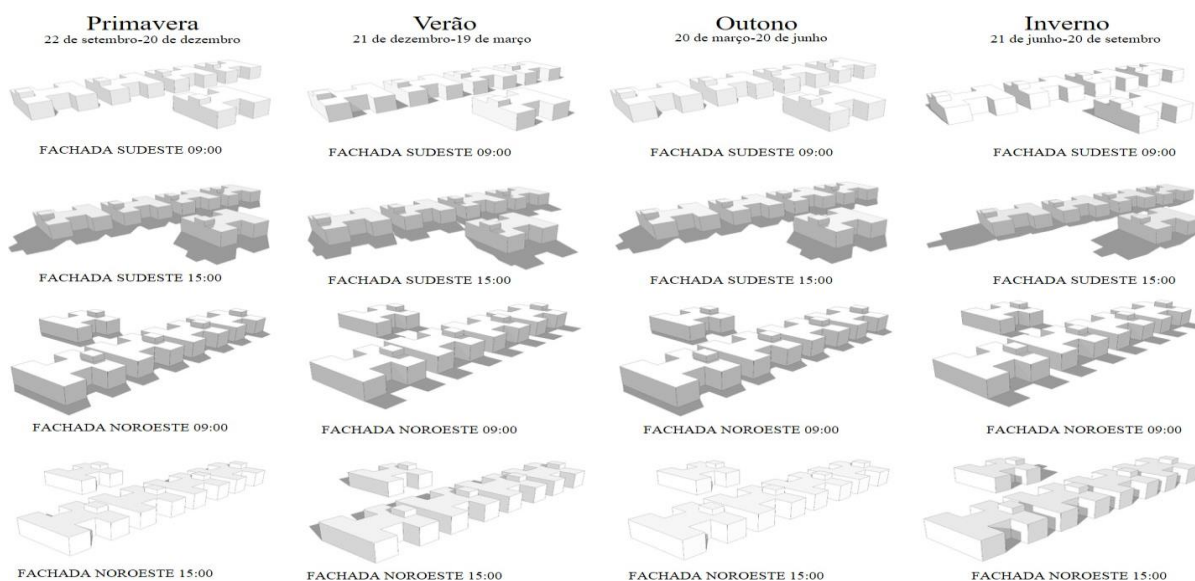 Primavera
22 de setembro-20 de dezembro
Verão
21 de dezembro-19 de março
Outono
20 de março-20 de junho
Inverno
21 de junho-20 de setembro
FACHADA SUDESTE 09:00
FACHADA SUDESTE 09:00
FACHADA SUDESTE 09:00
FACHADA SUDESTE 09:00
FACHADA SUDESTE 15:00
FACHADA SUDESTE 15:00
FACHADA SUDESTE 15:00
FACHADA SUDESTE 15:00
FACHADA NOROESTE 09:00
FACHADA NOROESTE 09:00
FACHADA NOROESTE 09:00
FACHADA NOROESTE 09:00
FACHADA NOROESTE 15:00
FACHADA NOROESTE 15:00
FACHADA NOROESTE 15:00
FACHADA NOROESTE 15:00